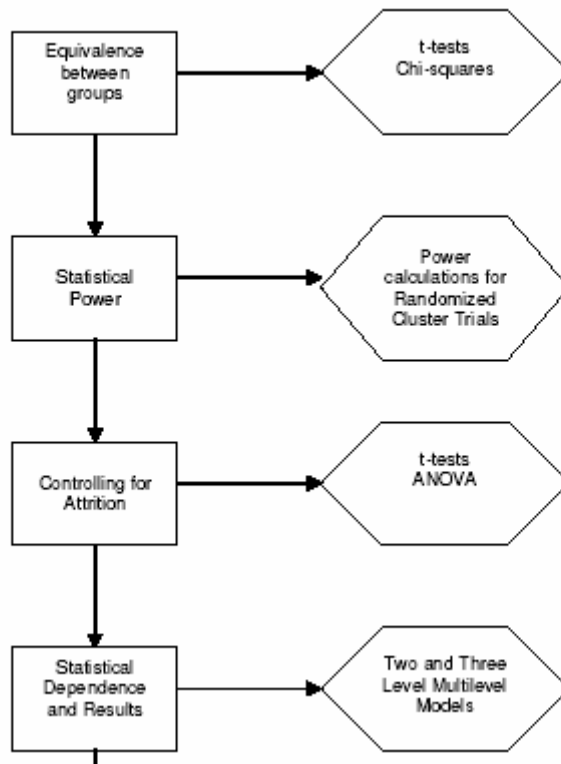 Equivalence
between
groups
t-tests
Chi-squares
Statistical
Power
Power
calculations for
Randomized
Cluster Trials
Controlling for
Attrition
t-tests
ANOVA
Statistical
Dependence
and Results
Two and Three
Level Multilevel
Models